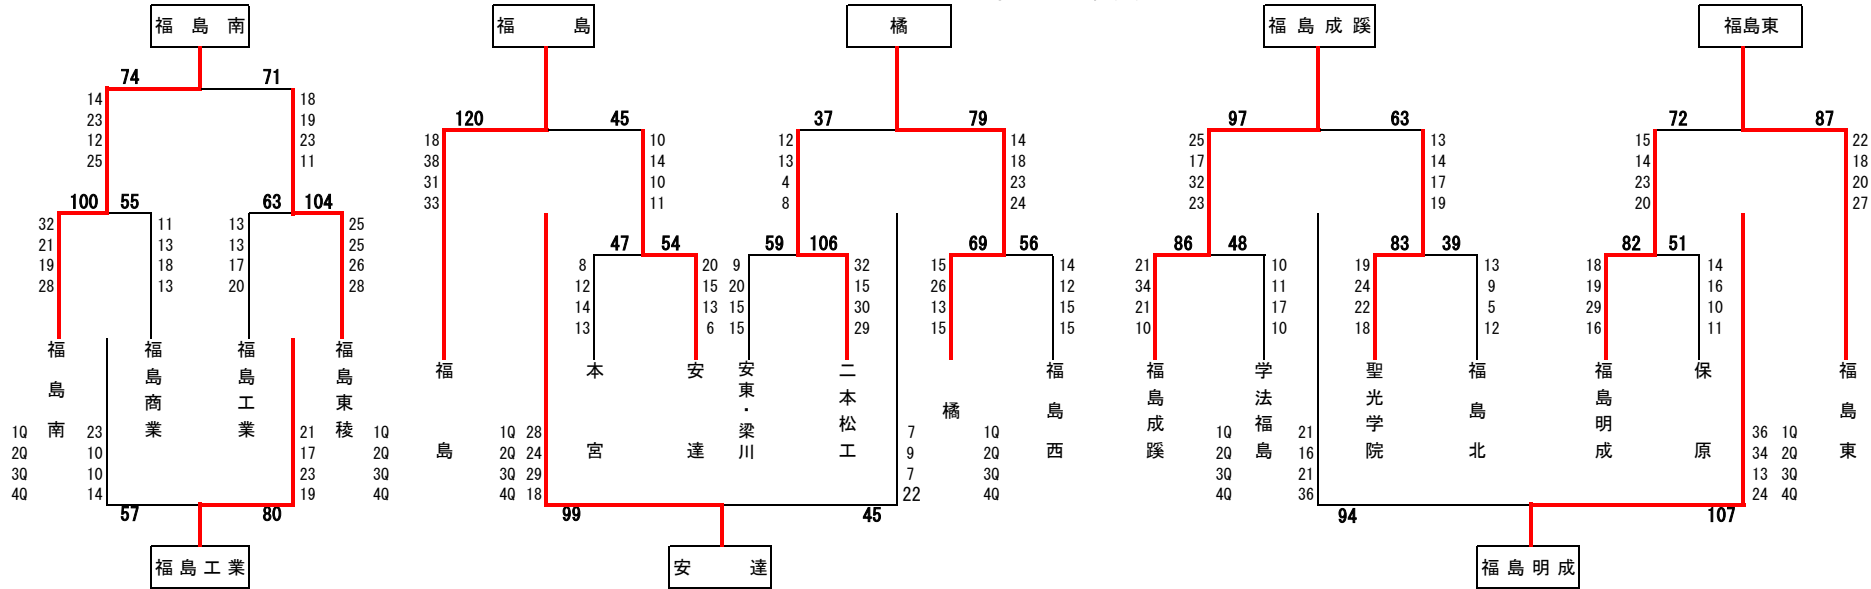 福島南
福島
橘
福島成蹊
福島東
74 71
14 18
23 19
12 23
25 11
120 45
18 10
38 14
31 10
33 11
37 79
12 14
13 18
4 23
8 24
97 63
25 13
17 14
32 17
23 19
72 87
15 22
14 18
23 20
20 27
100 55
32 11
21 13
19 18
28 13
63 104
13 25
13 25
17 26
20 28
47 54
8 20
12 15
14 13
13 6
59 106
9 32
20 15
15 30
15 29
69 56
15 14
26 12
13 15
15 15
86 48
21 10
34 11
21 17
10 10
83 39
19 13
24 9
22 5
18 12
82 51
18 14
19 16
29 10
16 11
福島南
福島商業
福島工業
福島東稜
福島
本宮
安達
安東・梁川
二本松工
橘
福島西
福島成蹊
学法福島
聖光学院
福島北
福島明成
保原
福島東
1Q 23 21 1Q
2Q 10 17 2Q
3Q 10 23 3Q
4Q 14 19 4Q
57 80
福島工業
1Q 28 7 1Q
2Q 24 9 2Q
3Q 29 7 3Q
4Q 18 22 4Q
99 45
安達
1Q 21 36 1Q
2Q 16 34 2Q
3Q 21 13 3Q
4Q 36 24 4Q
94 107
福島明成